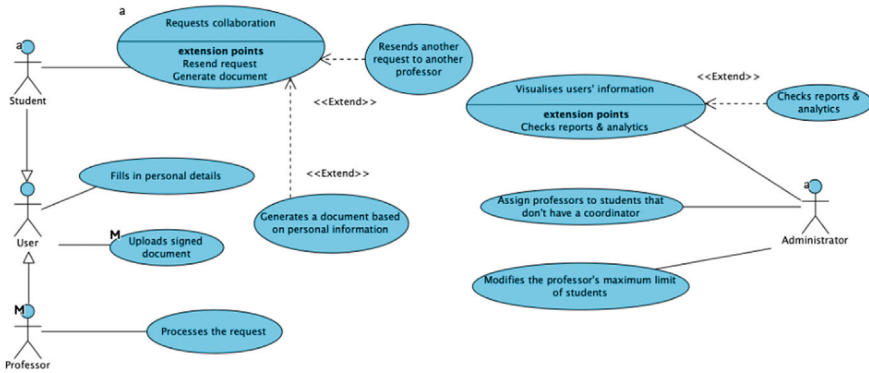 a
Requests collaboration
extension points
Resend request
Generate document
Resends another
request to another
professor
<<Extend>>
<<Extend>>
a
Student
Fills in personal details
User
Generates a document based
on personal information
M
Uploads signed
document
M
Professor
Processes the request
Visualises users' information
extension points
Checks reports & analytics
<<Extend>>
Checks reports &
analytics
Assign professors to students that
don't have a coordinator
a
Administrator
Modifies the professor's maximum limit
of students